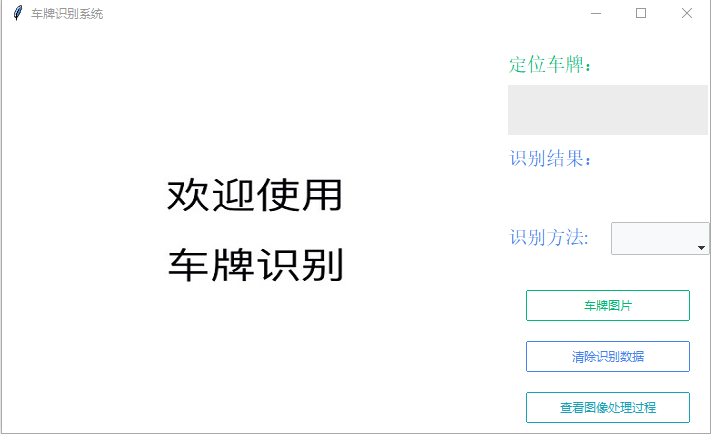 车牌识别系统
欢迎使用
车牌识别
定位车牌：
识别结果：
识别方法:
车牌图片
清除识别数据
查看图像处理过程